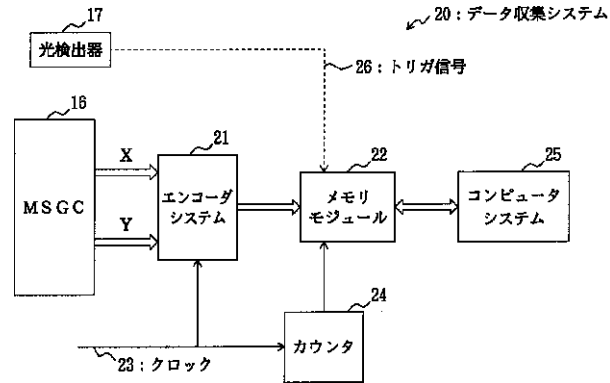 20:データ収集システム
17
光検出器
26:トリガ信号
16
MSGC
X
Y
21
エンコーダ
システム
22
メモリ
モジュール
25
コンピュータ
システム
24
カウンタ
23:クロック